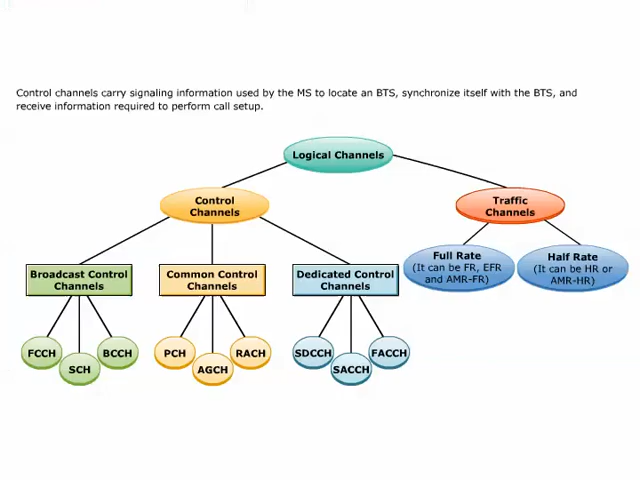 Control channels carry signaling information used by the MS to locate an BTS, synchronize itself with the BTS, and
receive information required to perform call setup.
Logical Channels
Control
Channels
Traffic
Channels
Full Rate
(It can be FR, EFR
and AMR-FR)
Half Rate
(It can be HR or
AMR-HR)
Broadcast Control
Channels
Common Control
Channels
Dedicated Control
Channels
FCCH
SCH
BCCH
PCH
AGCH
RACH
SDCCH
SACCH
FACCH